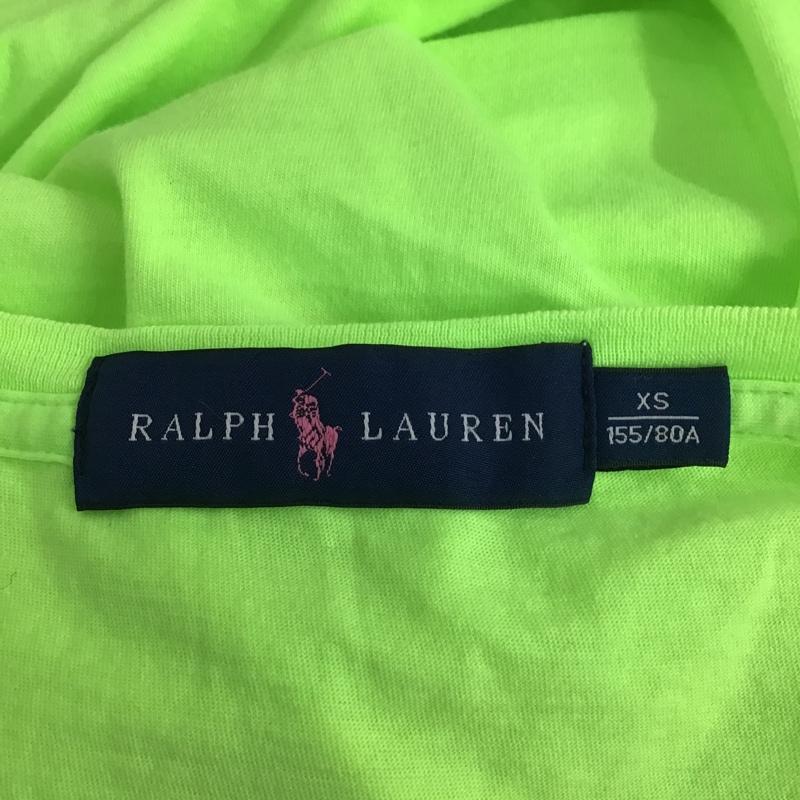 RALPH LAUREN
XS
155/80A